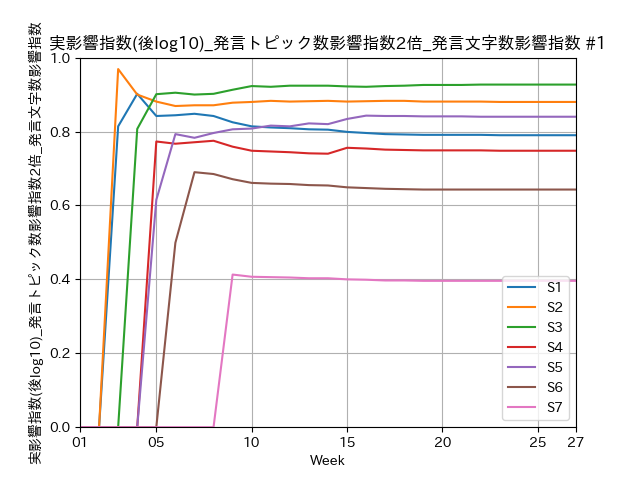 実影響指数(後log10)_発言トピック数影響指数2倍_発言文字数影響指数 #1
実影響指数(後log10)_発言トピック数影響指数2倍_発言文字数影響指数
1.0
0.8
0.6
0.4
0.2
0.0
01
05
10
15
20
25
27
Week
S1
S2
S3
S4
S5
S6
S7